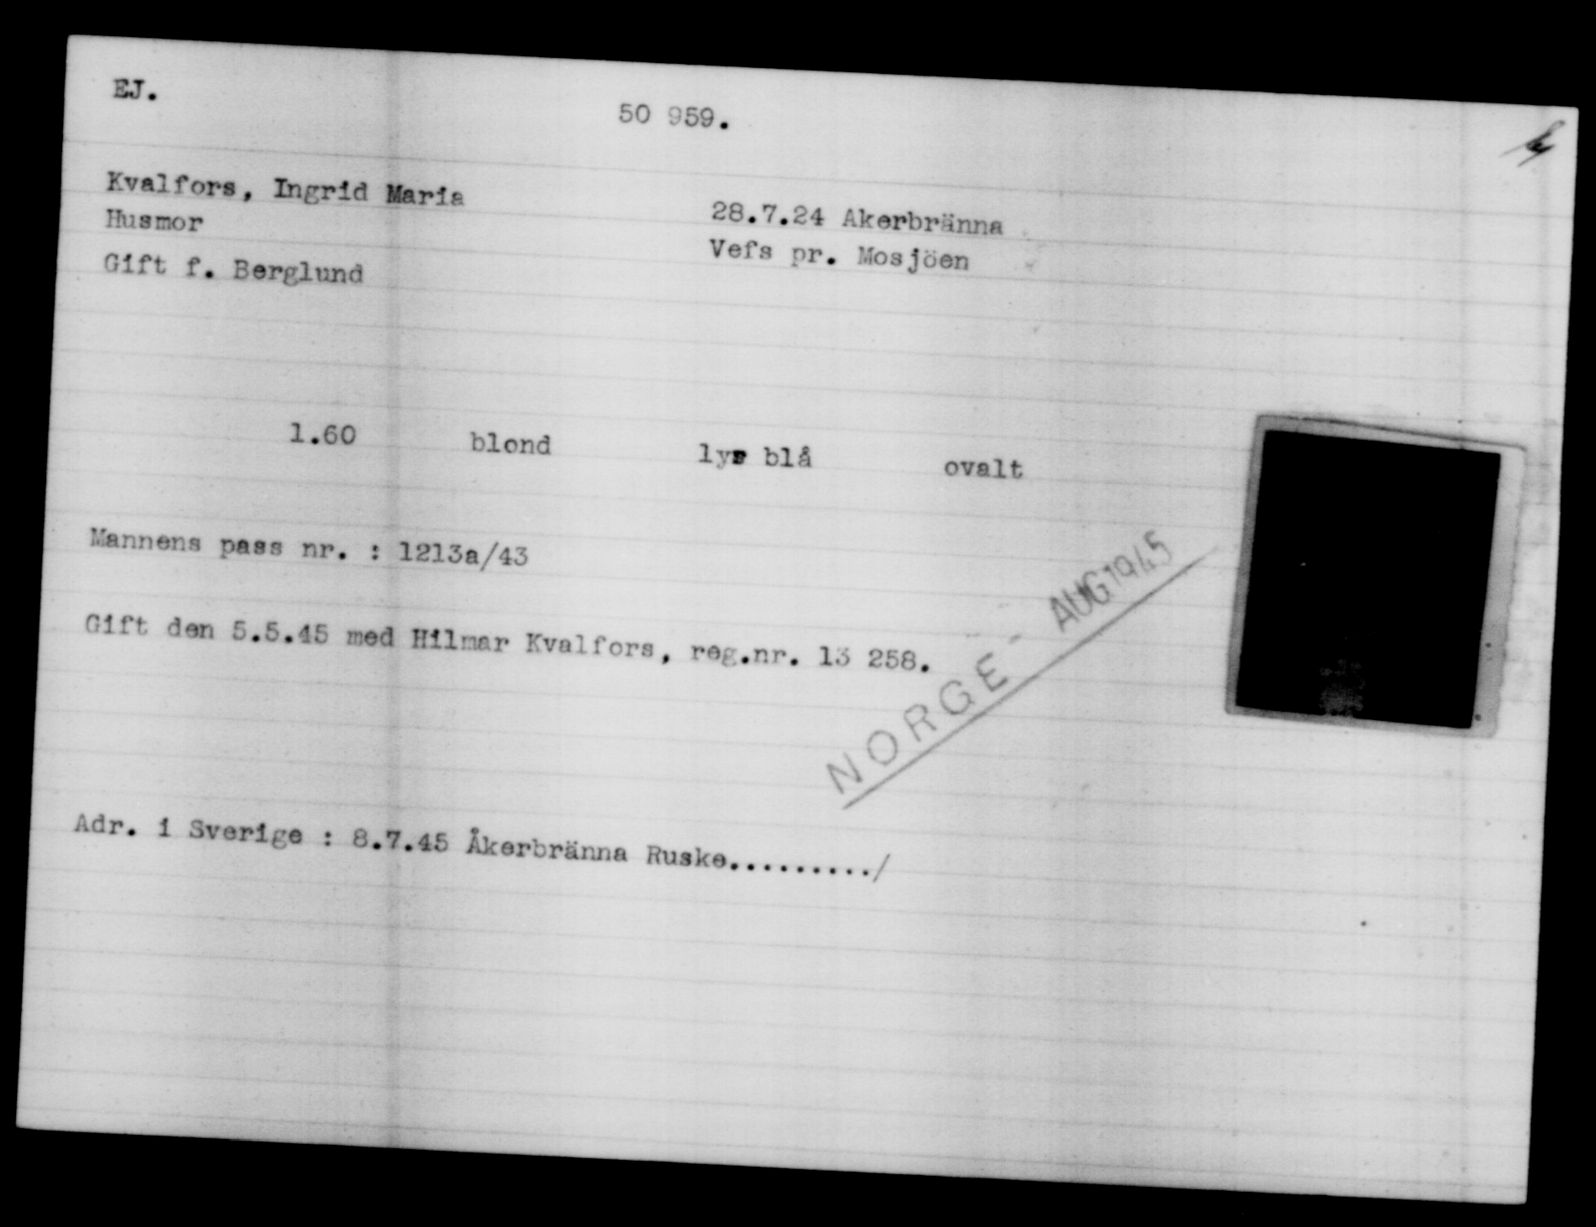 EJ.
50 959.
Kvalfors, Ingrid Maria
28.7.24 Akerbränna
Husmor
Vefs pr. Mosjöen
Gift f. Berglund
1.60 blond lys blå ovalt
Mannens pass nr. : 1213a/43
Gift den 5.5.45 med Hilmar Kvalfors, reg.nr. 13 258.
NORGE - AUG 1945
Adr. i Sverige : 8.7.45 Åkerbränna Ruske........./